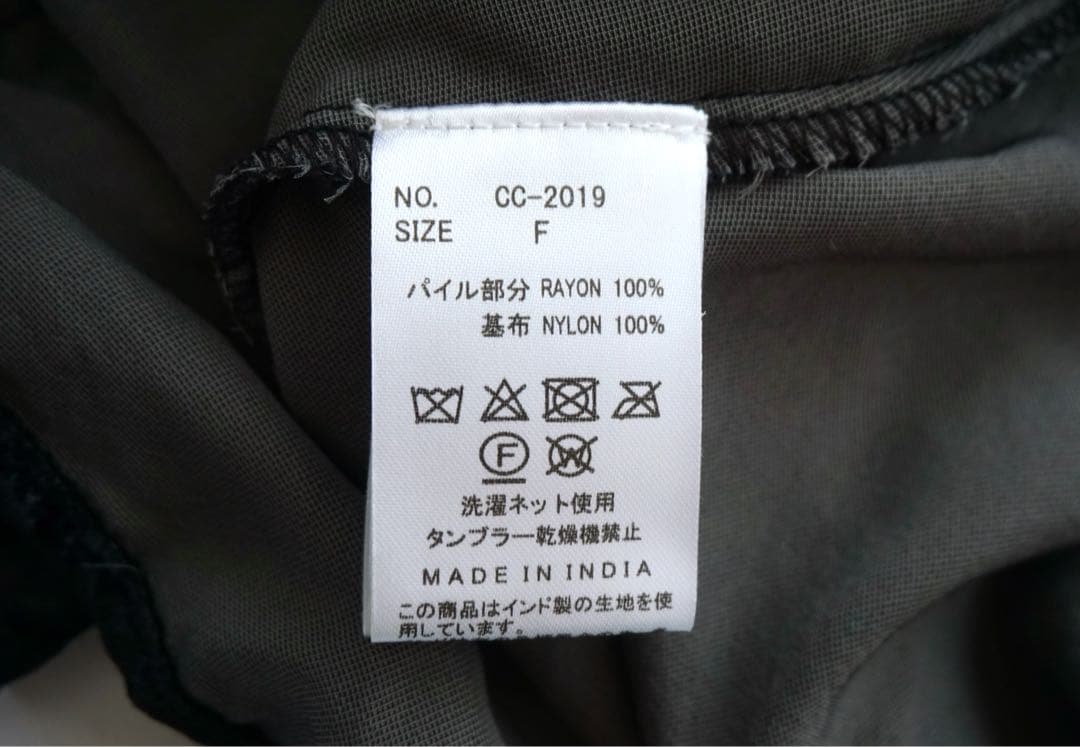 NO. CC-2019
SIZE F
パイル部分 RAYON 100%
基布 NYLON 100%
F W
洗濯ネット使用
タンブラー乾燥機禁止
MADE IN INDIA
この商品はインド製の生地を使
用しています。